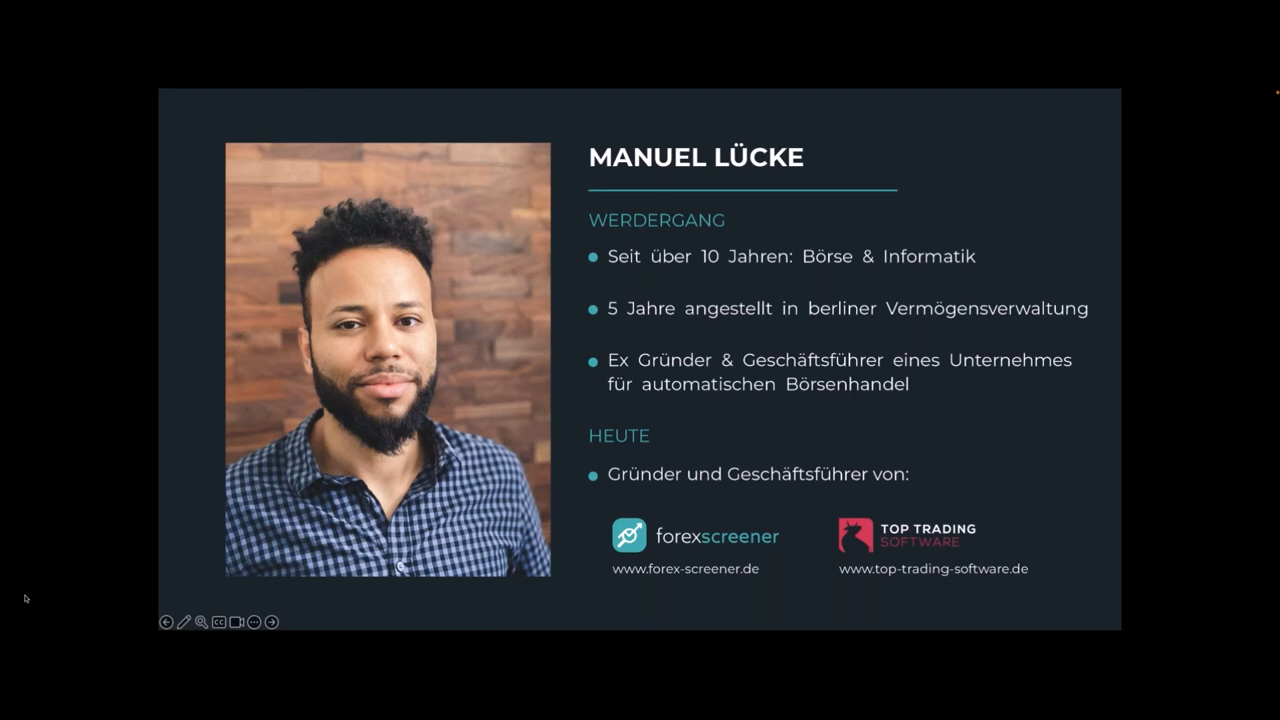 MANUEL LÜCKE
WERDERGANG
Seit über 10 Jahren: Börse & Informatik
5 Jahre angestellt in berliner Vermögensverwaltung
Ex Gründer & Geschäftsführer eines Unternehmes
für automatischen Börsenhandel
HEUTE
Gründer und Geschäftsführer von:
forexscreener
www.forex-screener.de
TOP TRADING
SOFTWARE
www.top-trading-software.de
CC